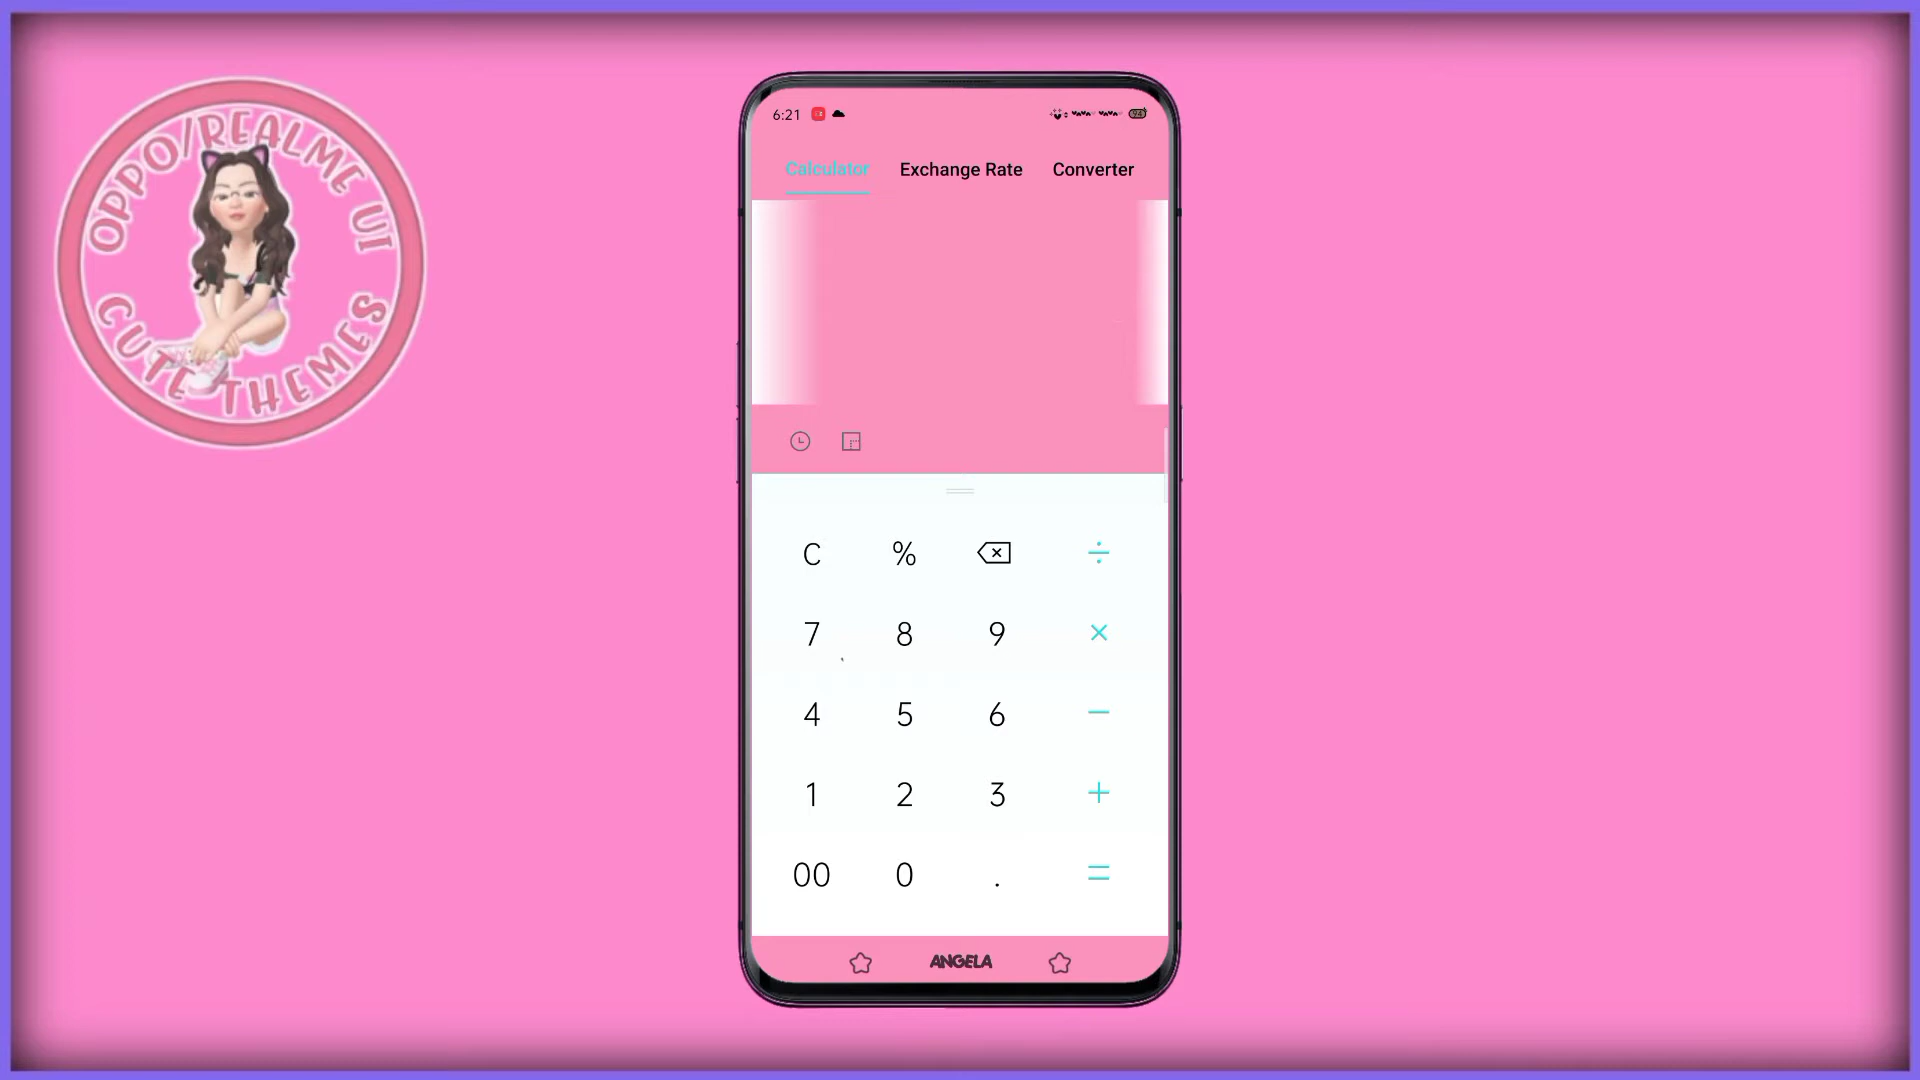 OPPO/REALME UI
CUTE THEMES
6:21
94
Calculator Exchange Rate Converter
C % ÷
7 8 9 ×
4 5 6 −
1 2 3 +
00 0 . =
ANGELA